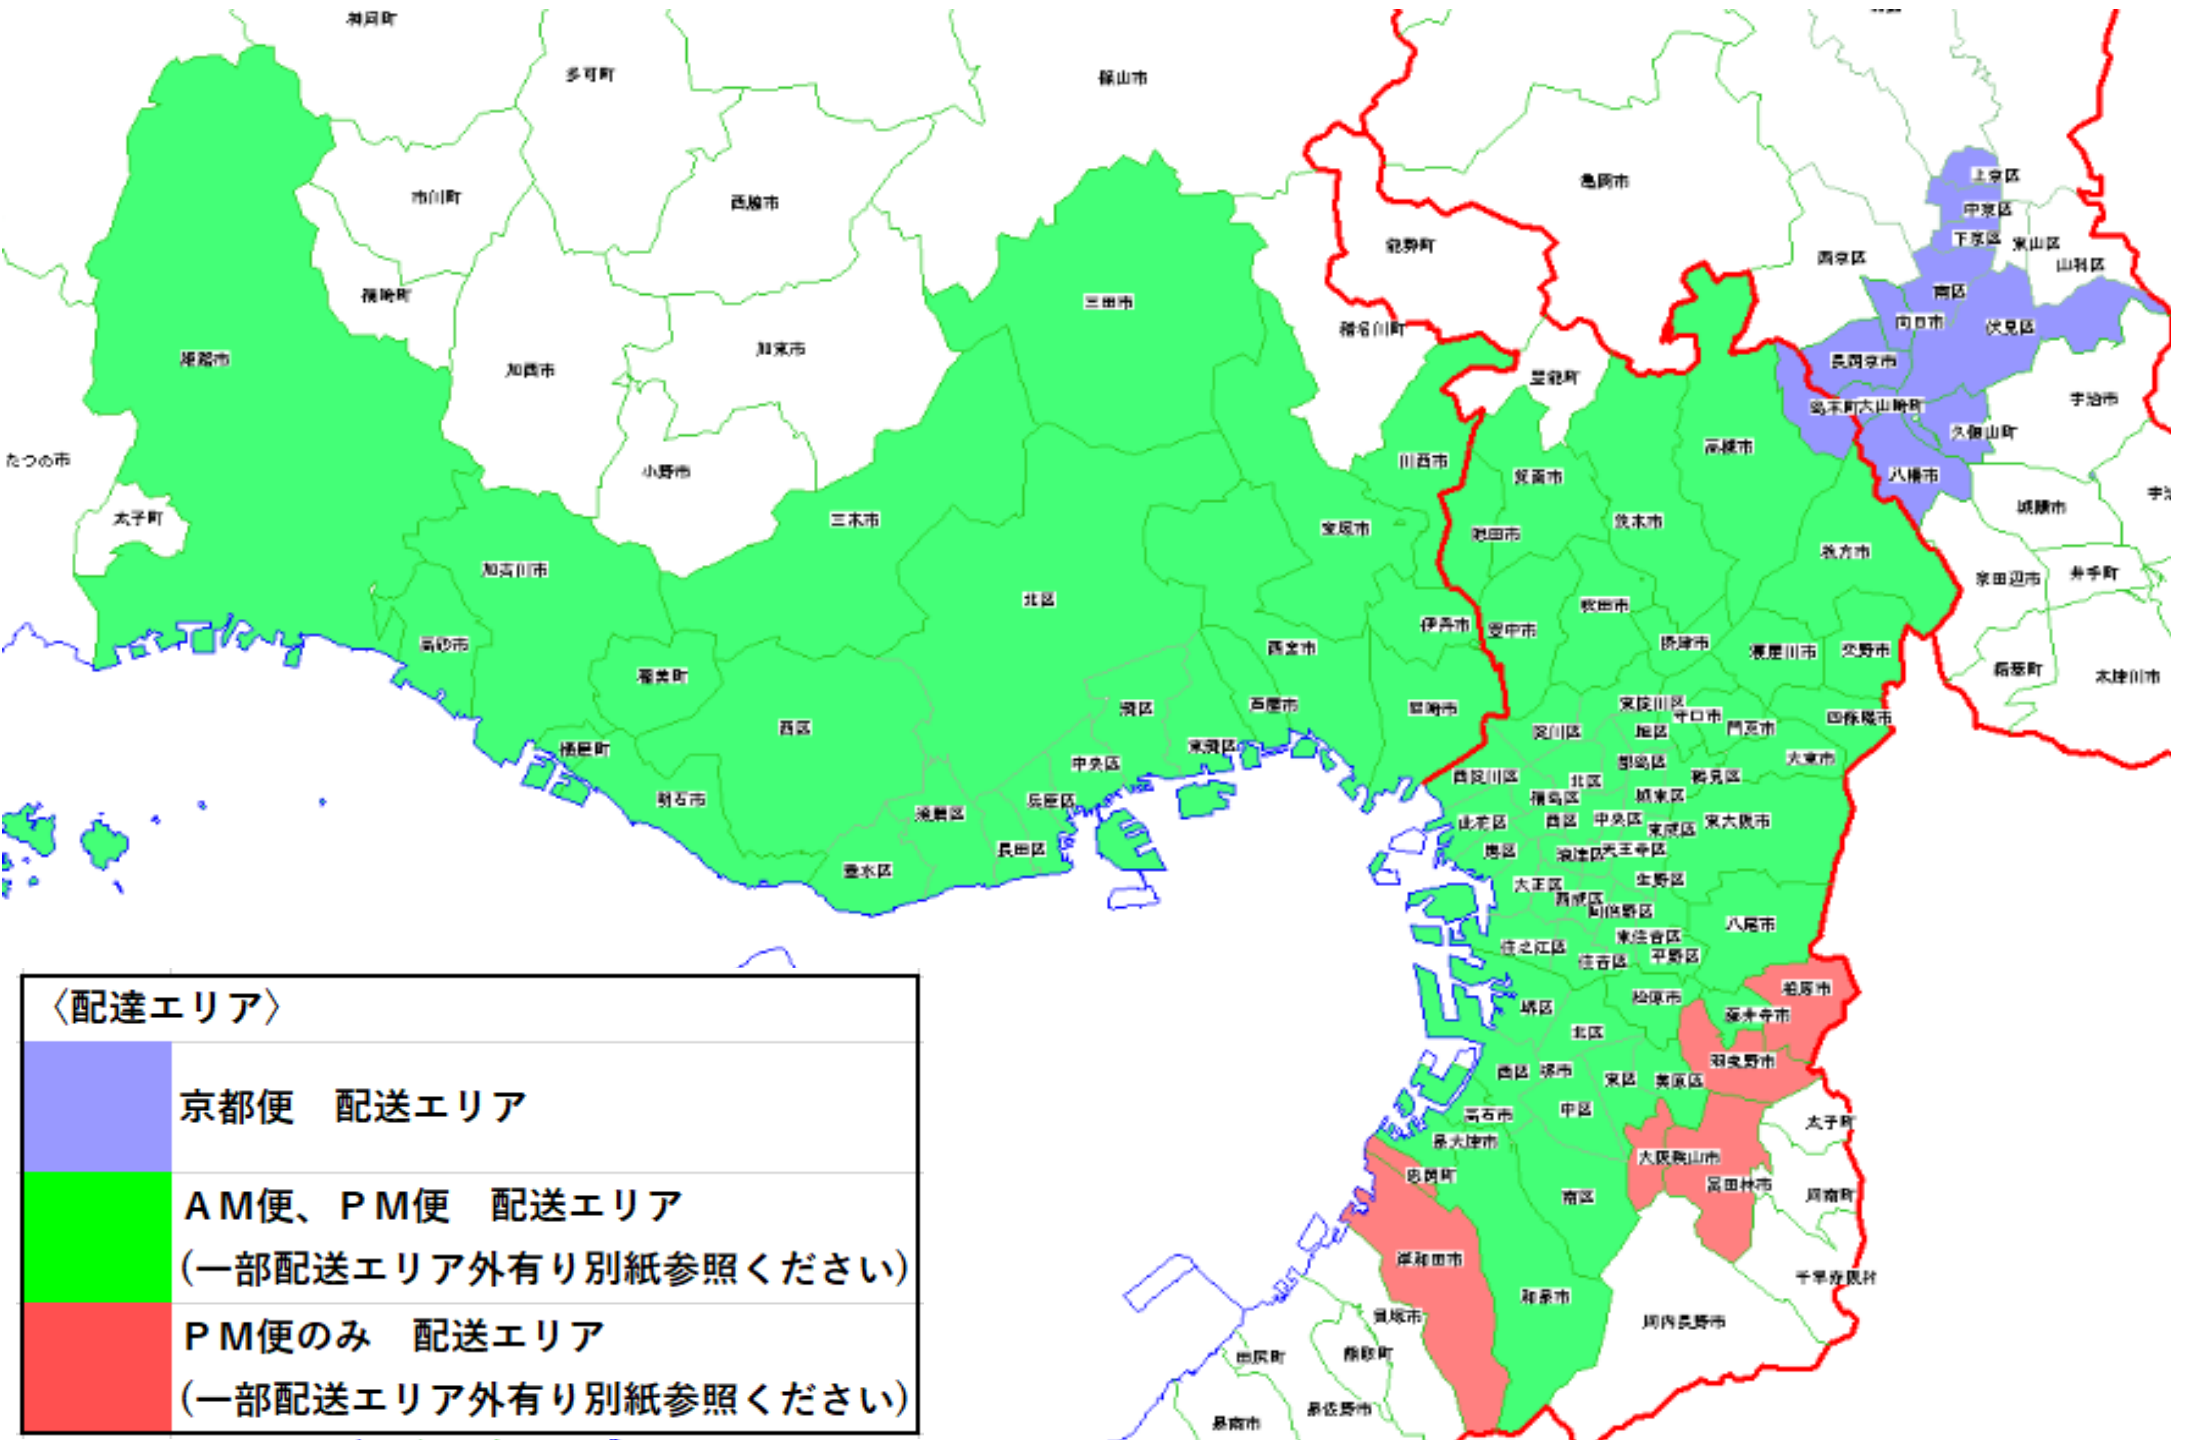 神河町
多可町
篠山市
市川町
西脇市
亀岡市
上京区
中京区
下京区
東山区
能勢町
西京区
山科区
福崎町
三田市
南区
猪名川町
向日市
伏見区
姫路市
加西市
加東市
長岡京市
豊能町
宇治市
島本町
大山崎町
久御山町
たつの市
小野市
川西市
高槻市
箕面市
八幡市
太子町
三木市
宝塚市
池田市
茨木市
城陽市
枚方市
加古川市
北区
京田辺市
井手町
吹田市
高砂市
伊丹市
豊中市
摂津市
西宮市
寝屋川市
交野市
稲美町
精華町
木津川市
西区
灘区
芦屋市
尼崎市
東淀川区
守口市
四條畷市
淀川区
旭区
門真市
播磨町
東灘区
中央区
都島区
大東市
西淀川区
北区
鶴見区
明石市
兵庫区
福島区
城東区
須磨区
此花区
西区
中央区
東成区
東大阪市
長田区
港区
浪速区
天王寺区
垂水区
大正区
生野区
西成区
阿倍野区
八尾市
住之江区
東住吉区
住吉区
平野区
柏原市
松原市
堺区
藤井寺市
北区
羽曳野市
西区
堺市
東区
美原区
高石市
中区
太子町
泉大津市
大阪狭山市
忠岡町
富田林市
南区
河南町
岸和田市
千早赤阪村
和泉市
貝塚市
河内長野市
田尻町
熊取町
泉佐野市
泉南市
〈配達エリア〉
京都便　配送エリア
ＡＭ便、ＰＭ便　配送エリア
(一部配送エリア外有り別紙参照ください)
ＰＭ便のみ　配送エリア
(一部配送エリア外有り別紙参照ください)